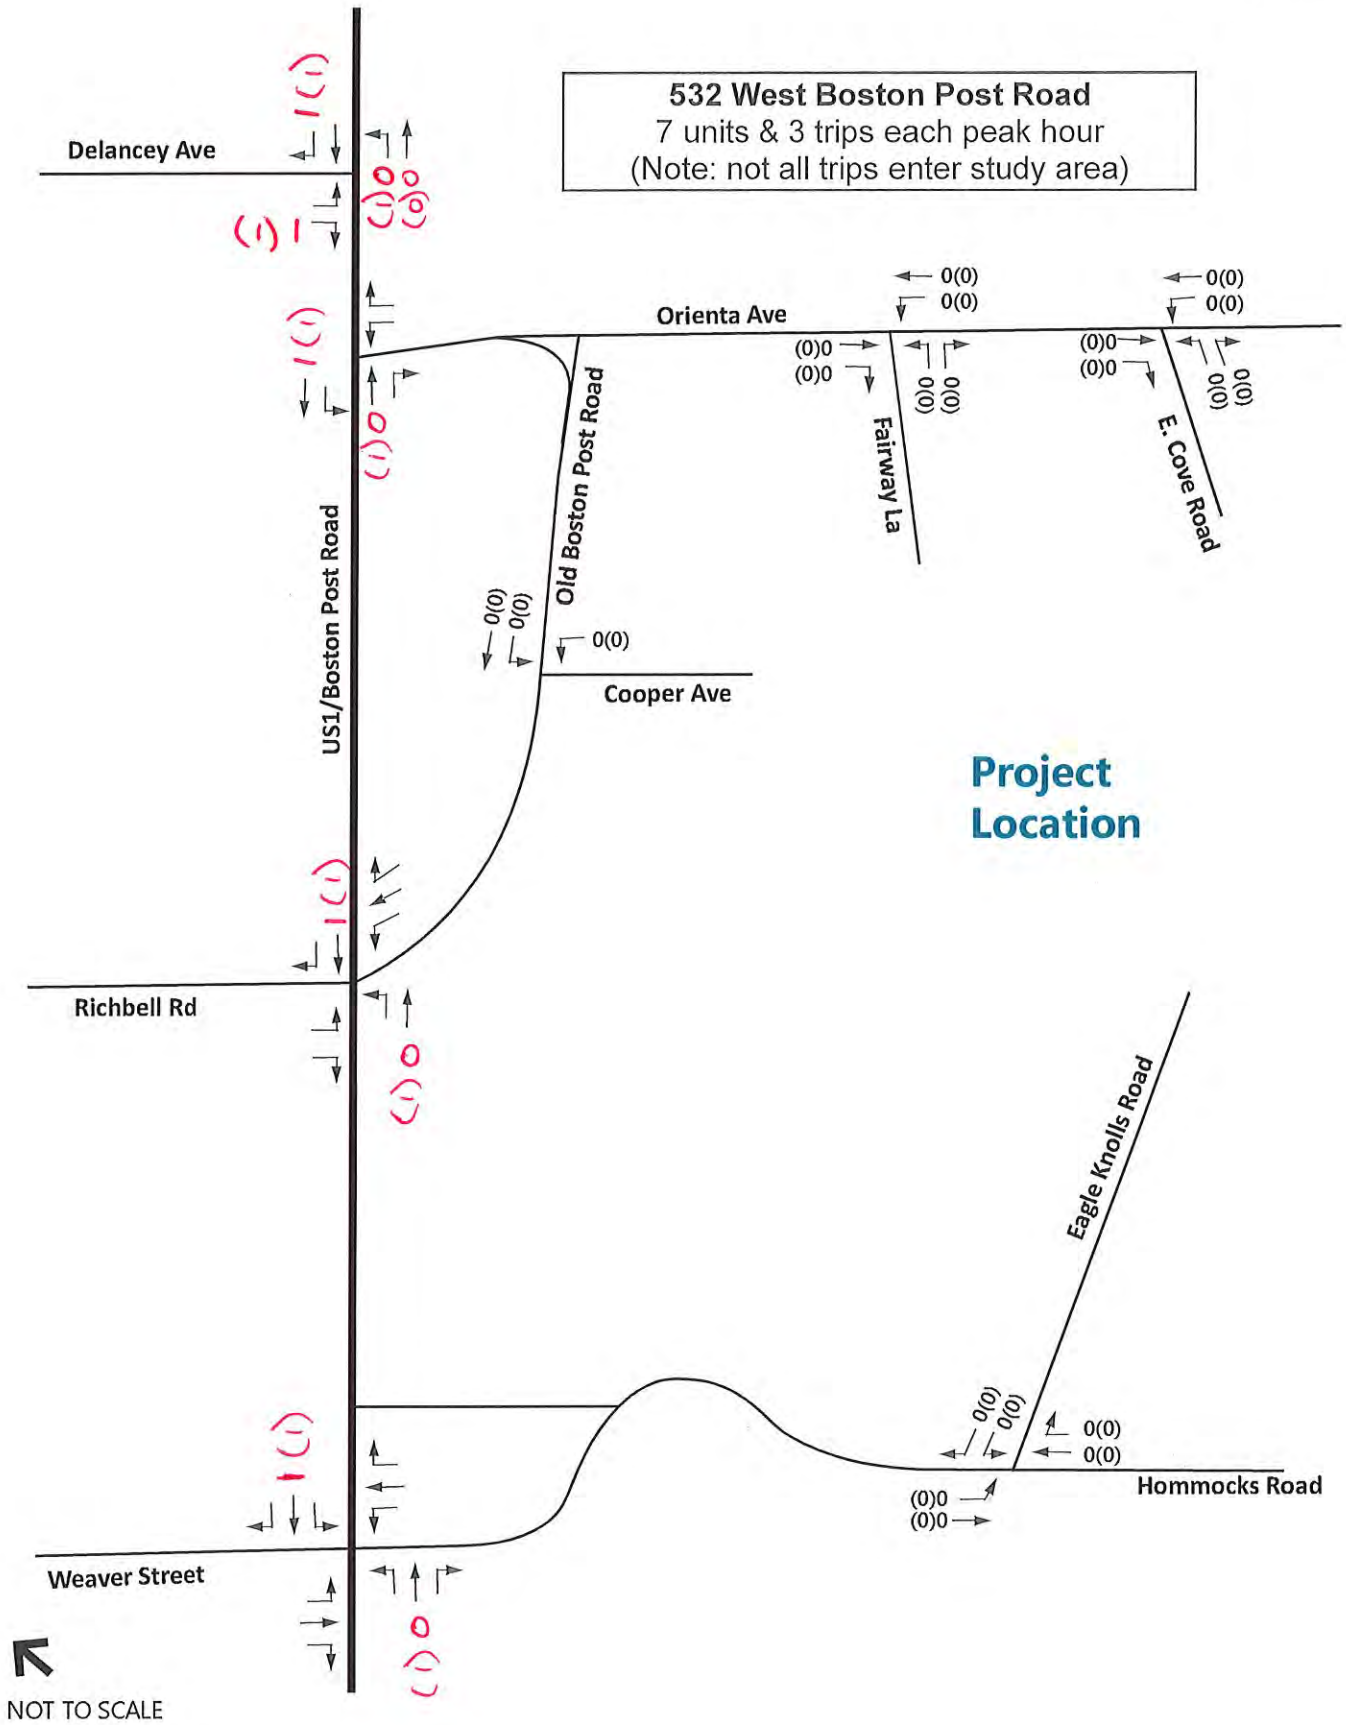 532 West Boston Post Road
7 units & 3 trips each peak hour
(Note: not all trips enter study area)
1(1)
Delancey Ave
(1)0
(0)0
(1)1
0(0)
0(0)
0(0)
0(0)
Orienta Ave
1(1)
(0)0
(0)0
0(0)
0(0)
(0)0
(0)0
0(0)
0(0)
(1)0
Old Boston Post Road
Fairway La
E. Cove Road
US1/Boston Post Road
0(0)
0(0)
0(0)
Cooper Ave
Project
Location
1(1)
Richbell Rd
(1)0
Eagle Knolls Road
1(1)
0(0)
0(0)
0(0)
0(0)
Hommocks Road
(0)0
(0)0
Weaver Street
(1)0
NOT TO SCALE